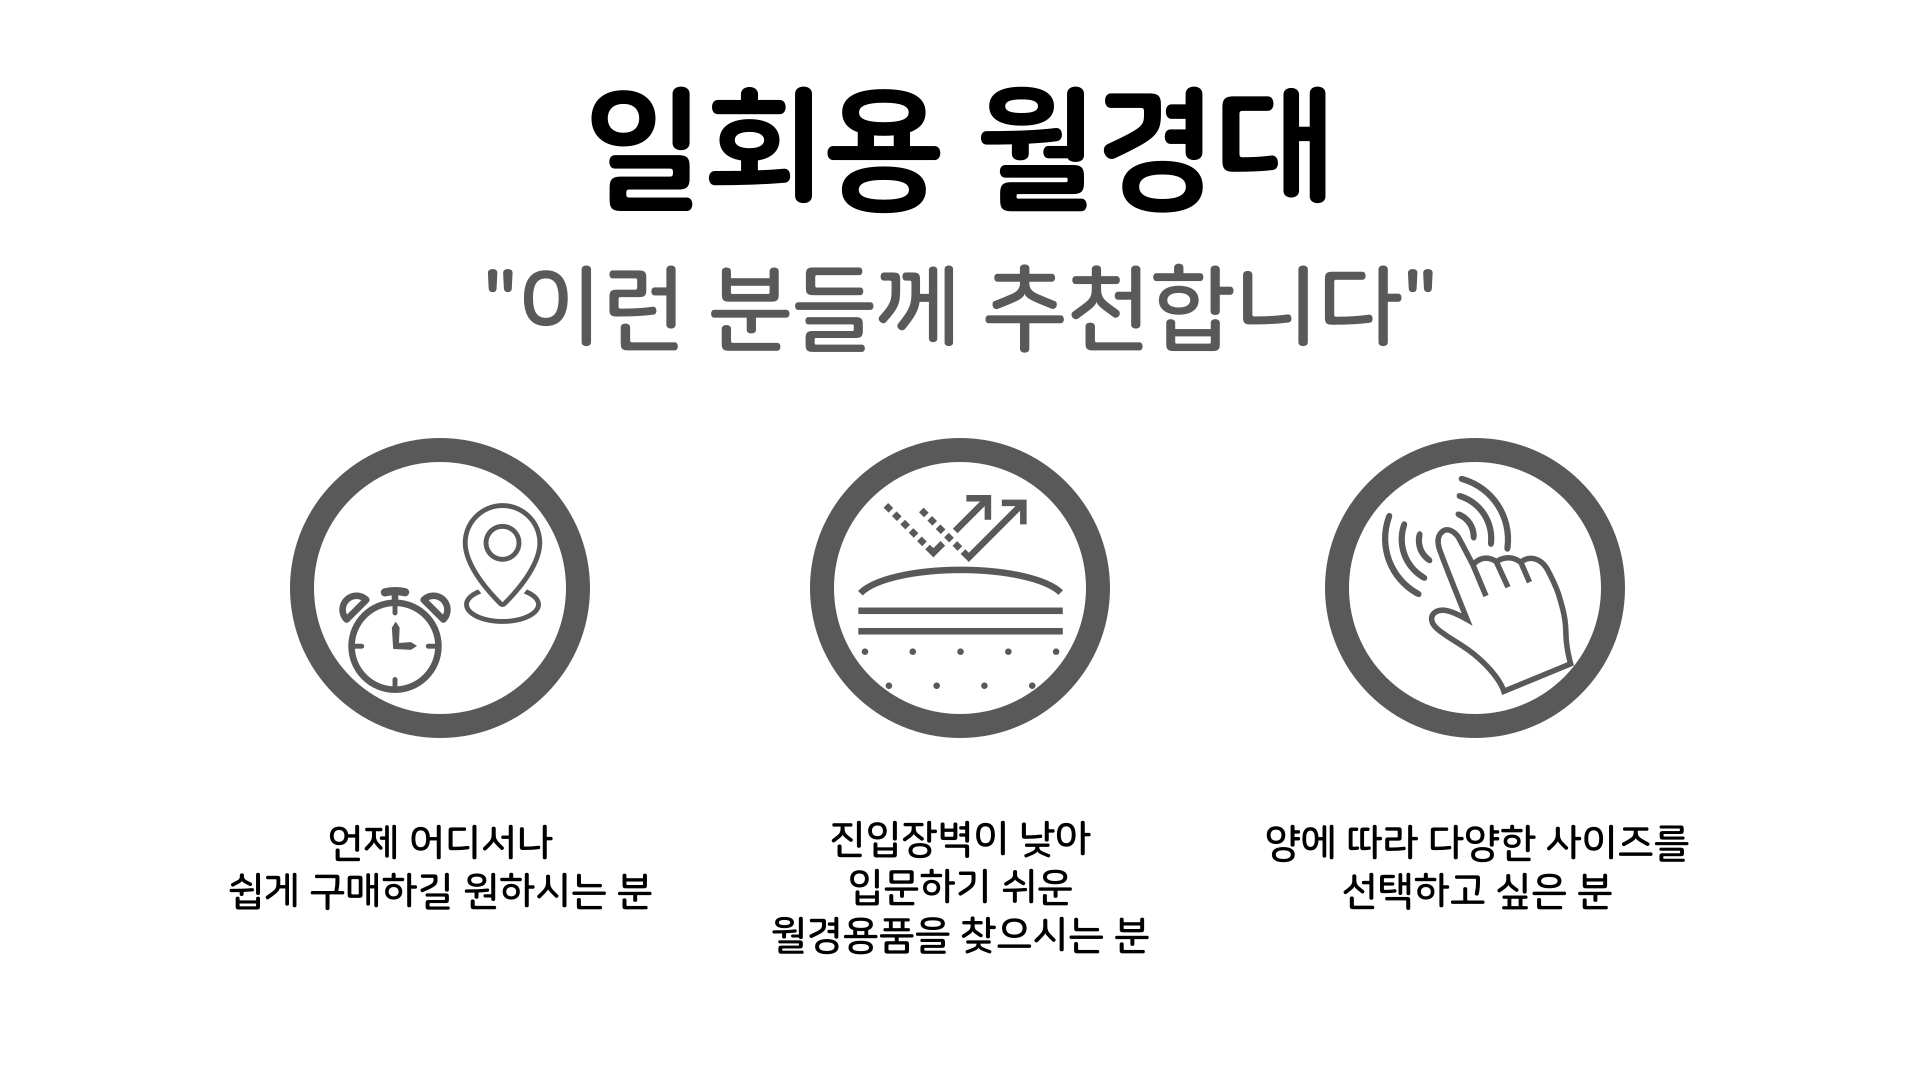 일회용 월경대
"이런 분들께 추천합니다"
언제 어디서나
쉽게 구매하길 원하시는 분
진입장벽이 낮아
입문하기 쉬운
월경용품을 찾으시는 분
양에 따라 다양한 사이즈를
선택하고 싶은 분